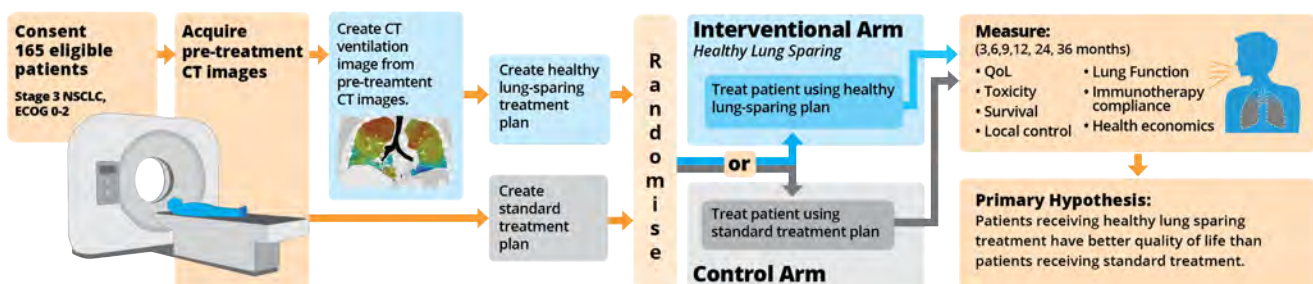 Consent
165 eligible
patients
Stage 3 NSCLC,
ECOG 0-2
Acquire
pre-treatment
CT images
Create CT
ventilation
image from
pre-treamtent
CT images.
Create healthy
lung-sparing
treatment
plan
Create
standard
treatment
plan
Randomise
Interventional Arm
Healthy Lung Sparing
Treat patient using healthy
lung-sparing plan
or
Treat patient using
standard treatment plan
Control Arm
Measure:
(3,6,9,12, 24, 36 months)
• QoL
• Toxicity
• Survival
• Local control
• Lung Function
• Immunotherapy
compliance
• Health economics
Primary Hypothesis:
Patients receiving healthy lung sparing
treatment have better quality of life than
patients receiving standard treatment.